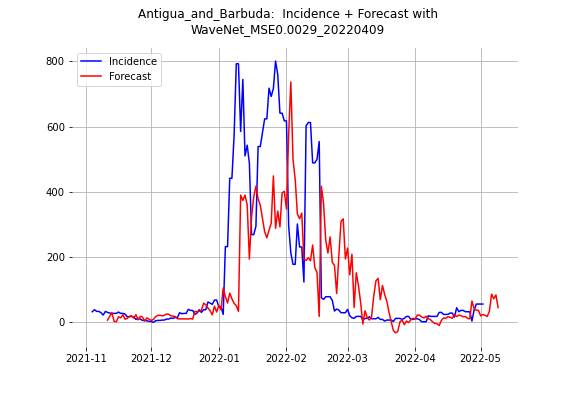 Antigua_and_Barbuda:  Incidence + Forecast with
WaveNet_MSE0.0029_20220409
Incidence
Forecast
800
600
400
200
0
2021-11 2021-12 2022-01 2022-02 2022-03 2022-04 2022-05